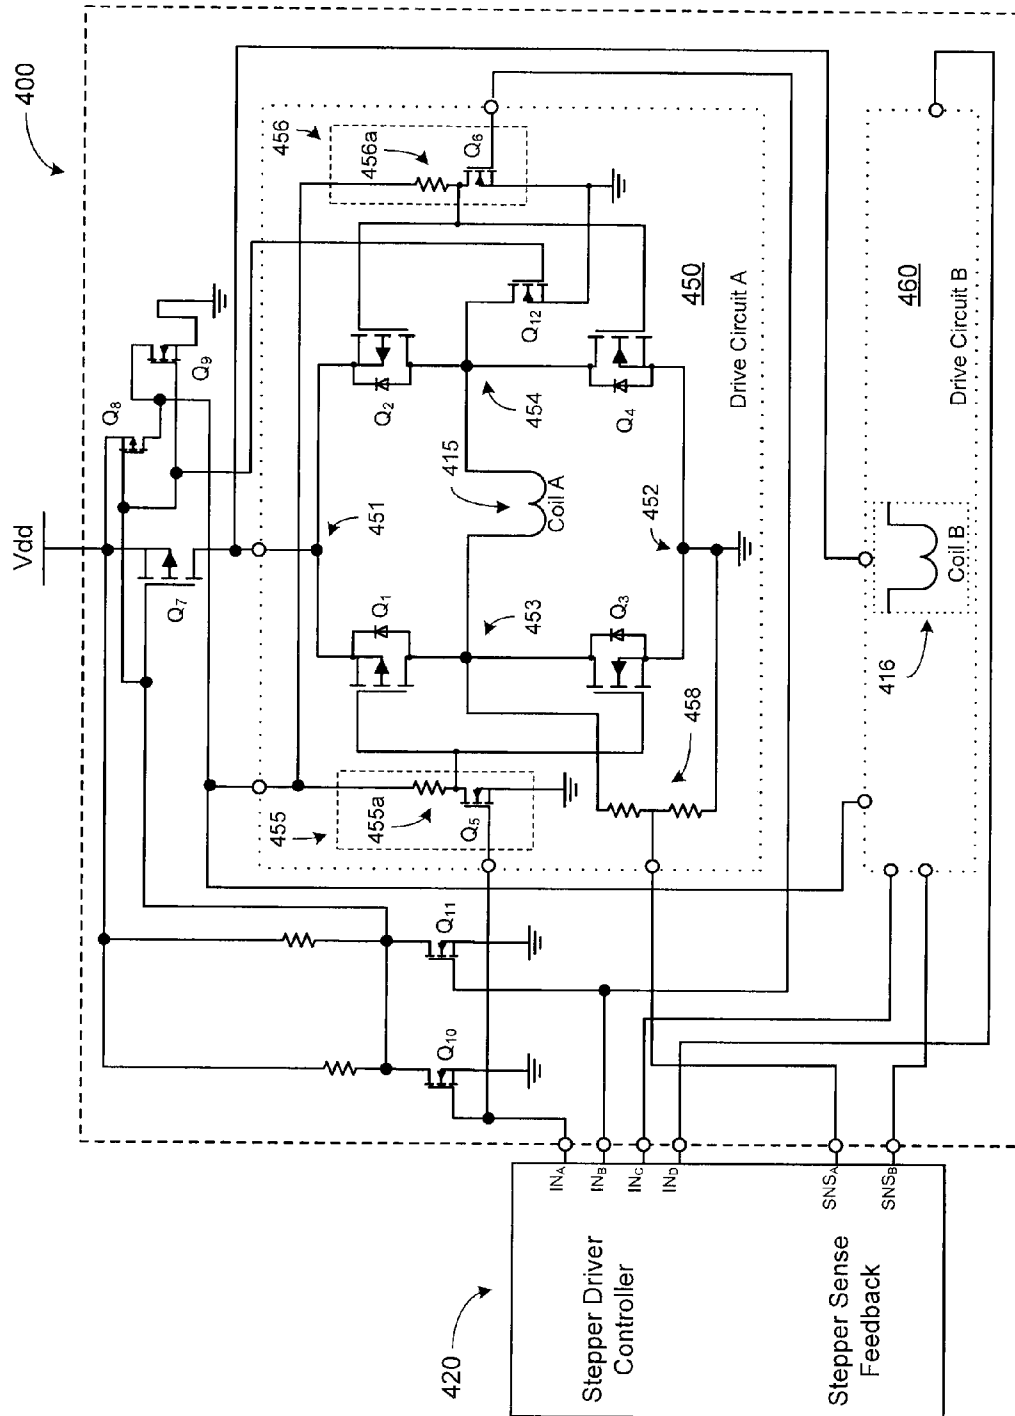 400
Vdd
Q8
Q9
Q7
456
456a
Q6
451
Q2
Q12
450
Drive Circuit A
Q1
415
Coil A
454
Q4
453
452
Q3
455
455a
Q5
458
460
Drive Circuit B
Coil B
416
Q11
Q10
INA
INB
INC
IND
SNSA
SNSB
420
Stepper Driver
Controller
Stepper Sense
Feedback